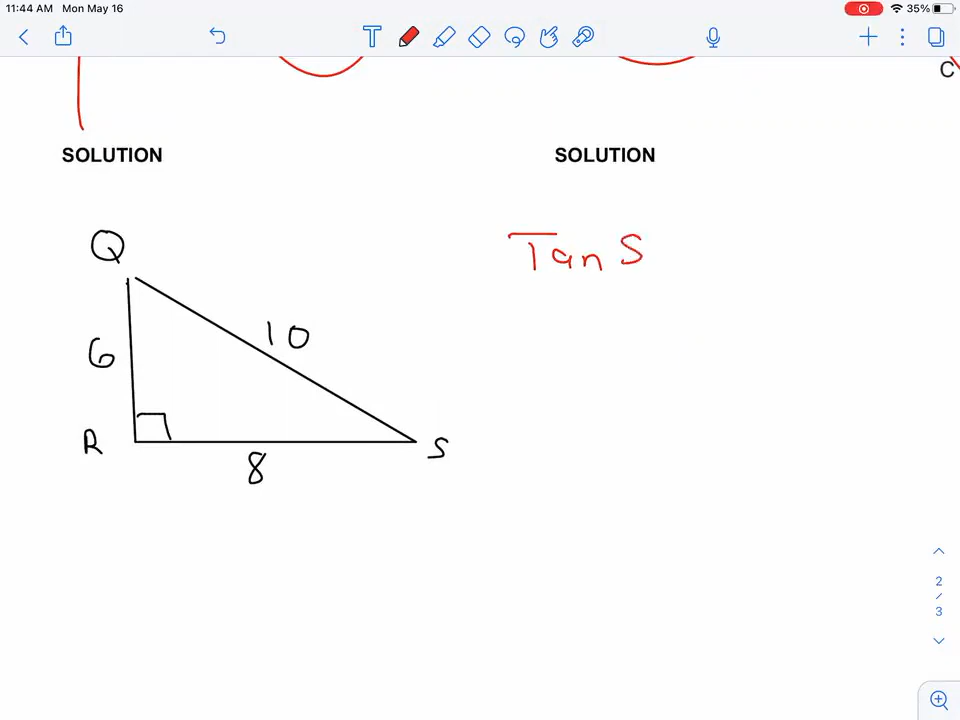 11:44 AM Mon May 16
35%
T
C
SOLUTION
SOLUTION
Q
Tan S
10
6
R
S
8
2
/
3